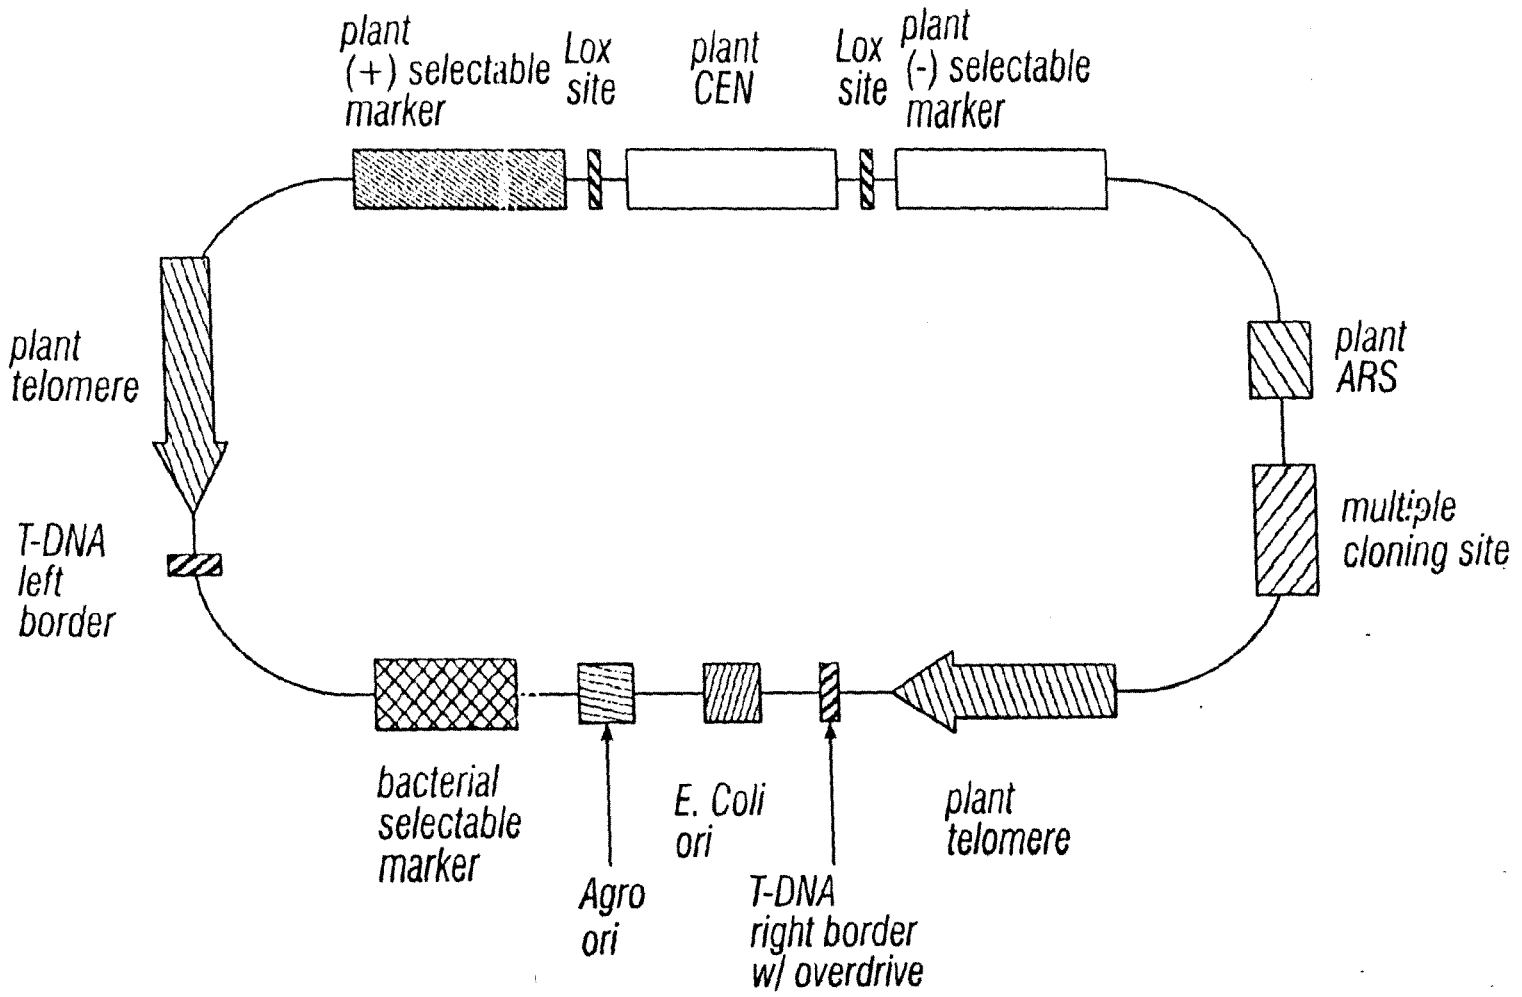 plant
(+) selectable
marker
Lox
site
plant
CEN
Lox
site
plant
(-) selectable
marker
plant
telomere
plant
ARS
multiple
cloning site
T-DNA
left
border
bacterial
selectable
marker
Agro
ori
E. Coli
ori
T-DNA
right border
w/ overdrive
plant
telomere